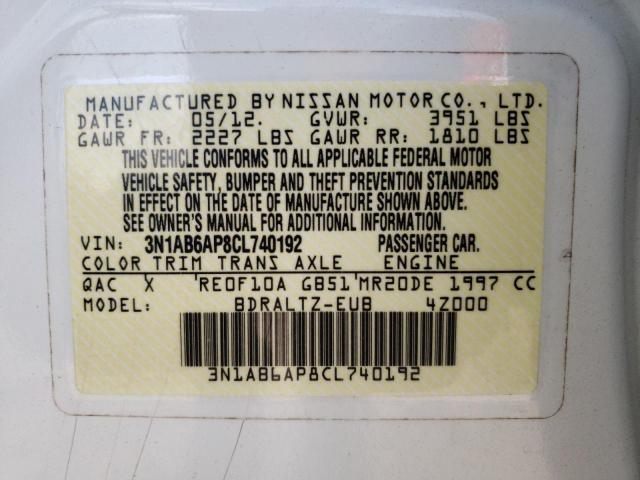 MANUFACTURED BY NISSAN MOTOR CO., LTD.
DATE: 05/12. GVWR: 3951 LBS
GAWR FR: 2227 LBS GAWR RR: 1810 LBS
THIS VEHICLE CONFORMS TO ALL APPLICABLE FEDERAL MOTOR
VEHICLE SAFETY, BUMPER AND THEFT PREVENTION STANDARDS
IN EFFECT ON THE DATE OF MANUFACTURE SHOWN ABOVE.
SEE OWNER'S MANUAL FOR ADDITIONAL INFORMATION.
VIN: 3N1AB6AP8CL740192 PASSENGER CAR.
COLOR TRIM TRANS AXLE ENGINE
QAC X RE0F10A GB51 MR20DE 1997 CC
MODEL: BDRALTZ-EUB 4Z000
3N1AB6AP8CL740192